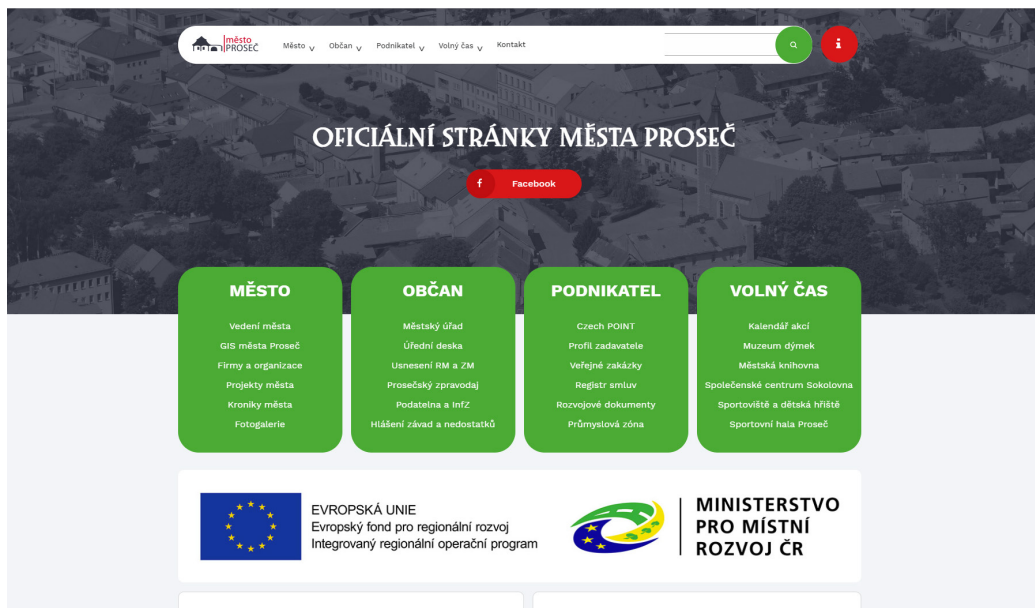 město
PROSEČ
Město v Občan v Podnikatel v Volný čas v Kontakt
i
OFICIÁLNÍ STRÁNKY MĚSTA PROSEČ
f Facebook
MĚSTO
Vedení města
GIS města Proseč
Firmy a organizace
Projekty města
Kroniky města
Fotogalerie
OBČAN
Městský úřad
Úřední deska
Usnesení RM a ZM
Prosečský zpravodaj
Podatelna a InfZ
Hlášení závad a nedostatků
PODNIKATEL
Czech POINT
Profil zadavatele
Veřejné zakázky
Registr smluv
Rozvojové dokumenty
Průmyslová zóna
VOLNÝ ČAS
Kalendář akcí
Muzeum dýmek
Městská knihovna
Společenské centrum Sokolovna
Sportoviště a dětská hřiště
Sportovní hala Proseč
EVROPSKÁ UNIE
Evropský fond pro regionální rozvoj
Integrovaný regionální operační program
MINISTERSTVO
PRO MÍSTNÍ
ROZVOJ ČR